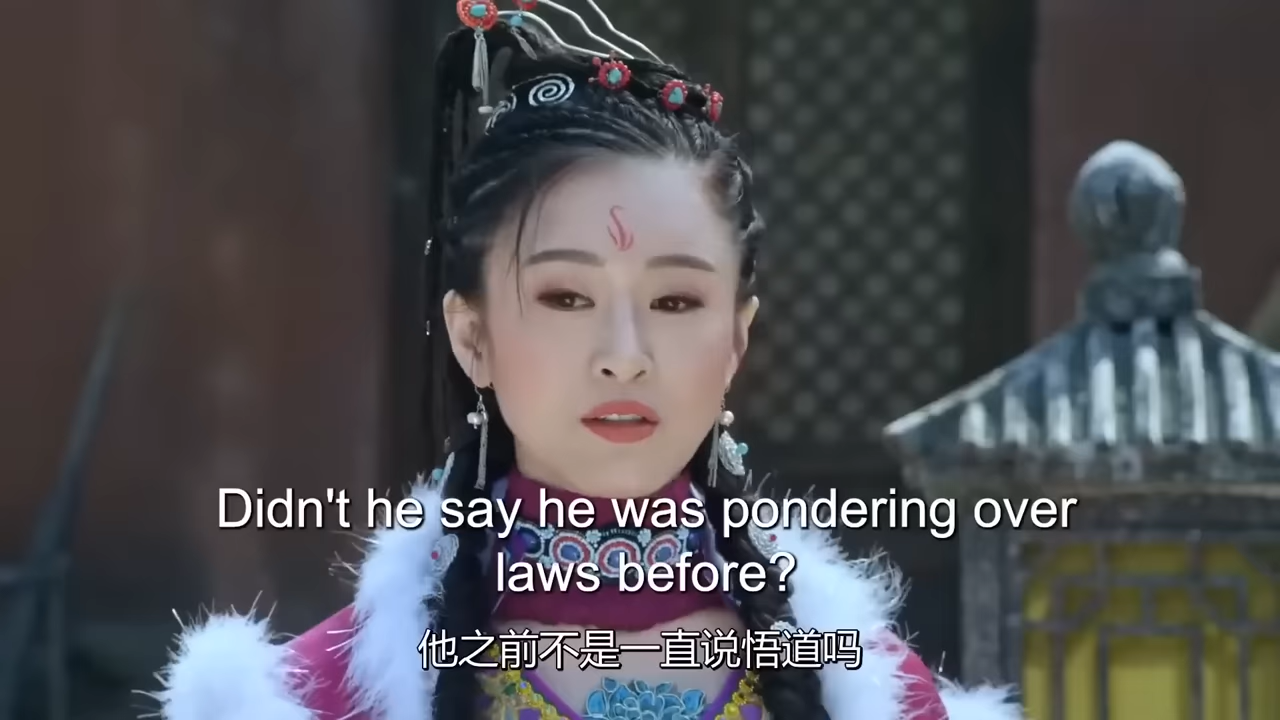 Didn't he say he was pondering over
laws before?
他之前不是一直说悟道吗